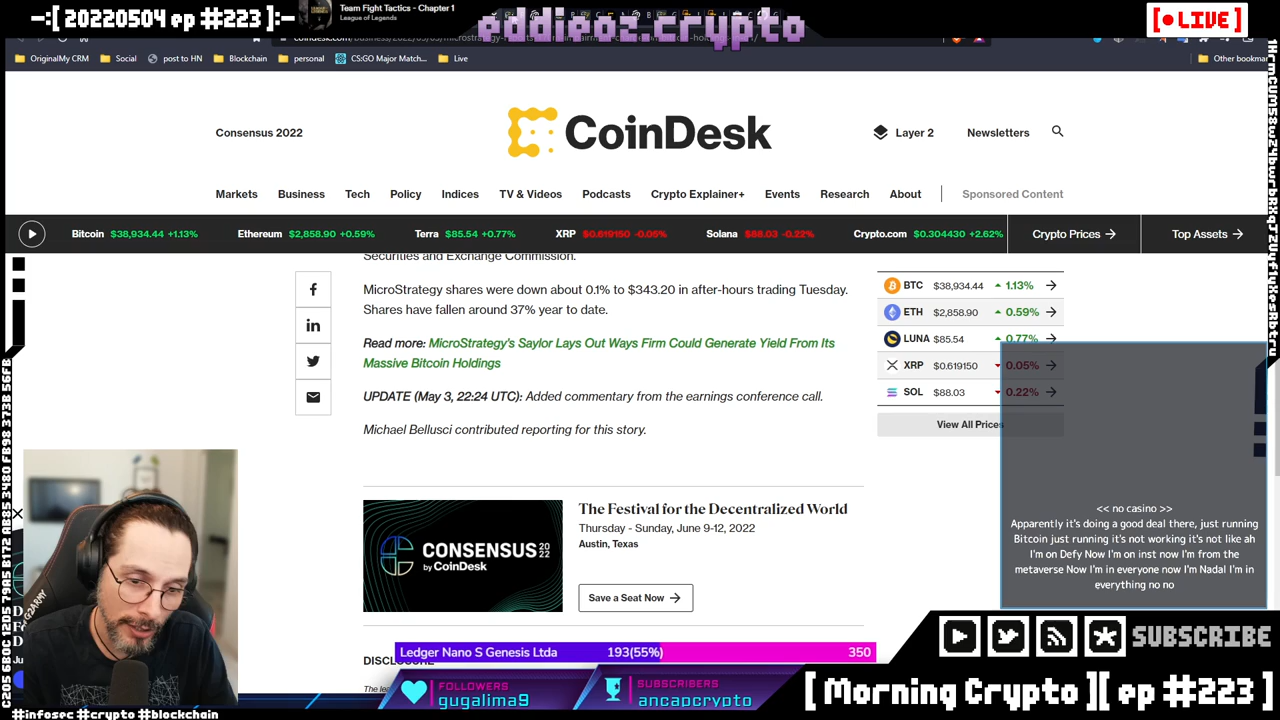 -:[ 20220504 ep #223 ]:-
Team Fight Tactics - Chapter 1
League of Legends
eddieoz.crypto
[●LIVE]
OriginalMy CRM
Social
post to HN
Blockchain
personal
CS:GO Major Match...
Live
Other bookmar
Consensus 2022
CoinDesk
Layer 2
Newsletters
Markets
Business
Tech
Policy
Indices
TV & Videos
Podcasts
Crypto Explainer+
Events
Research
About
Sponsored Content
Bitcoin $38,934.44 +1.13%
Ethereum $2,858.90 +0.59%
Terra $85.54 +0.77%
XRP $0.619150 -0.05%
Solana $88.03 -0.22%
Crypto.com $0.304430 +2.62%
Crypto Prices
Top Assets
Securities and Exchange Commission.
MicroStrategy shares were down about 0.1% to $343.20 in after-hours trading Tuesday.
Shares have fallen around 37% year to date.
Read more: MicroStrategy's Saylor Lays Out Ways Firm Could Generate Yield From Its
Massive Bitcoin Holdings
UPDATE (May 3, 22:24 UTC): Added commentary from the earnings conference call.
Michael Bellusci contributed reporting for this story.
BTC $38,934.44 1.13%
ETH $2,858.90 0.59%
LUNA $85.54 0.77%
XRP $0.619150 0.05%
SOL $88.03 0.22%
View All Prices
<< no casino >>
Apparently it's doing a good deal there, just running
Bitcoin just running it's not working it's not like ah
I'm on Defy Now I'm on inst now I'm from the
metaverse Now I'm in everyone now I'm Nadal I'm in
everything no no
CONSENSUS 2022
by CoinDesk
The Festival for the Decentralized World
Thursday - Sunday, June 9-12, 2022
Austin, Texas
Save a Seat Now
DISCLOSURE
Ledger Nano S Genesis Ltda 193(55%) 350
FOLLOWERS
gugalima9
SUBSCRIBERS
ancapcrypto
SUBSCRIBE
[ Morning Crypto ][ ep #223 ]
#infosec #crypto #blockchain